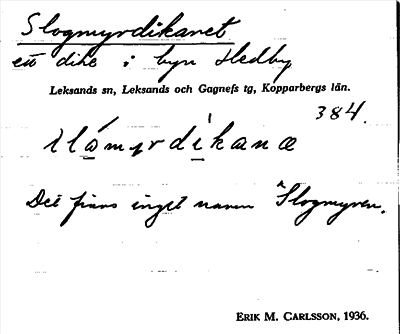 Slogmyrdikanet
ett dike i byn Hedby
Leksands sn, Leksands och Gagnefs tg, Kopparbergs län.
384.
Det finns inget namn Slogmyren.
ERIK M. CARLSSON, 1936.